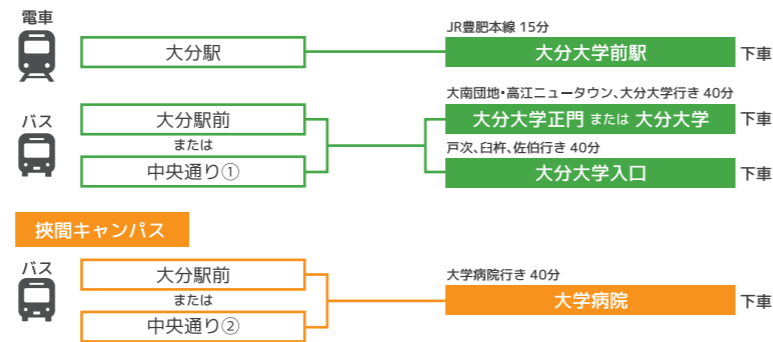 電車
大分駅
JR豊肥本線 15分
大分大学前駅
下車
バス
大分駅前
または
中央通り①
大南団地・高江ニュータウン、大分大学行き 40分
大分大学正門 または 大分大学
下車
戸次、臼杵、佐伯行き 40分
大分大学入口
下車
挾間キャンパス
バス
大分駅前
または
中央通り②
大学病院行き 40分
大学病院
下車